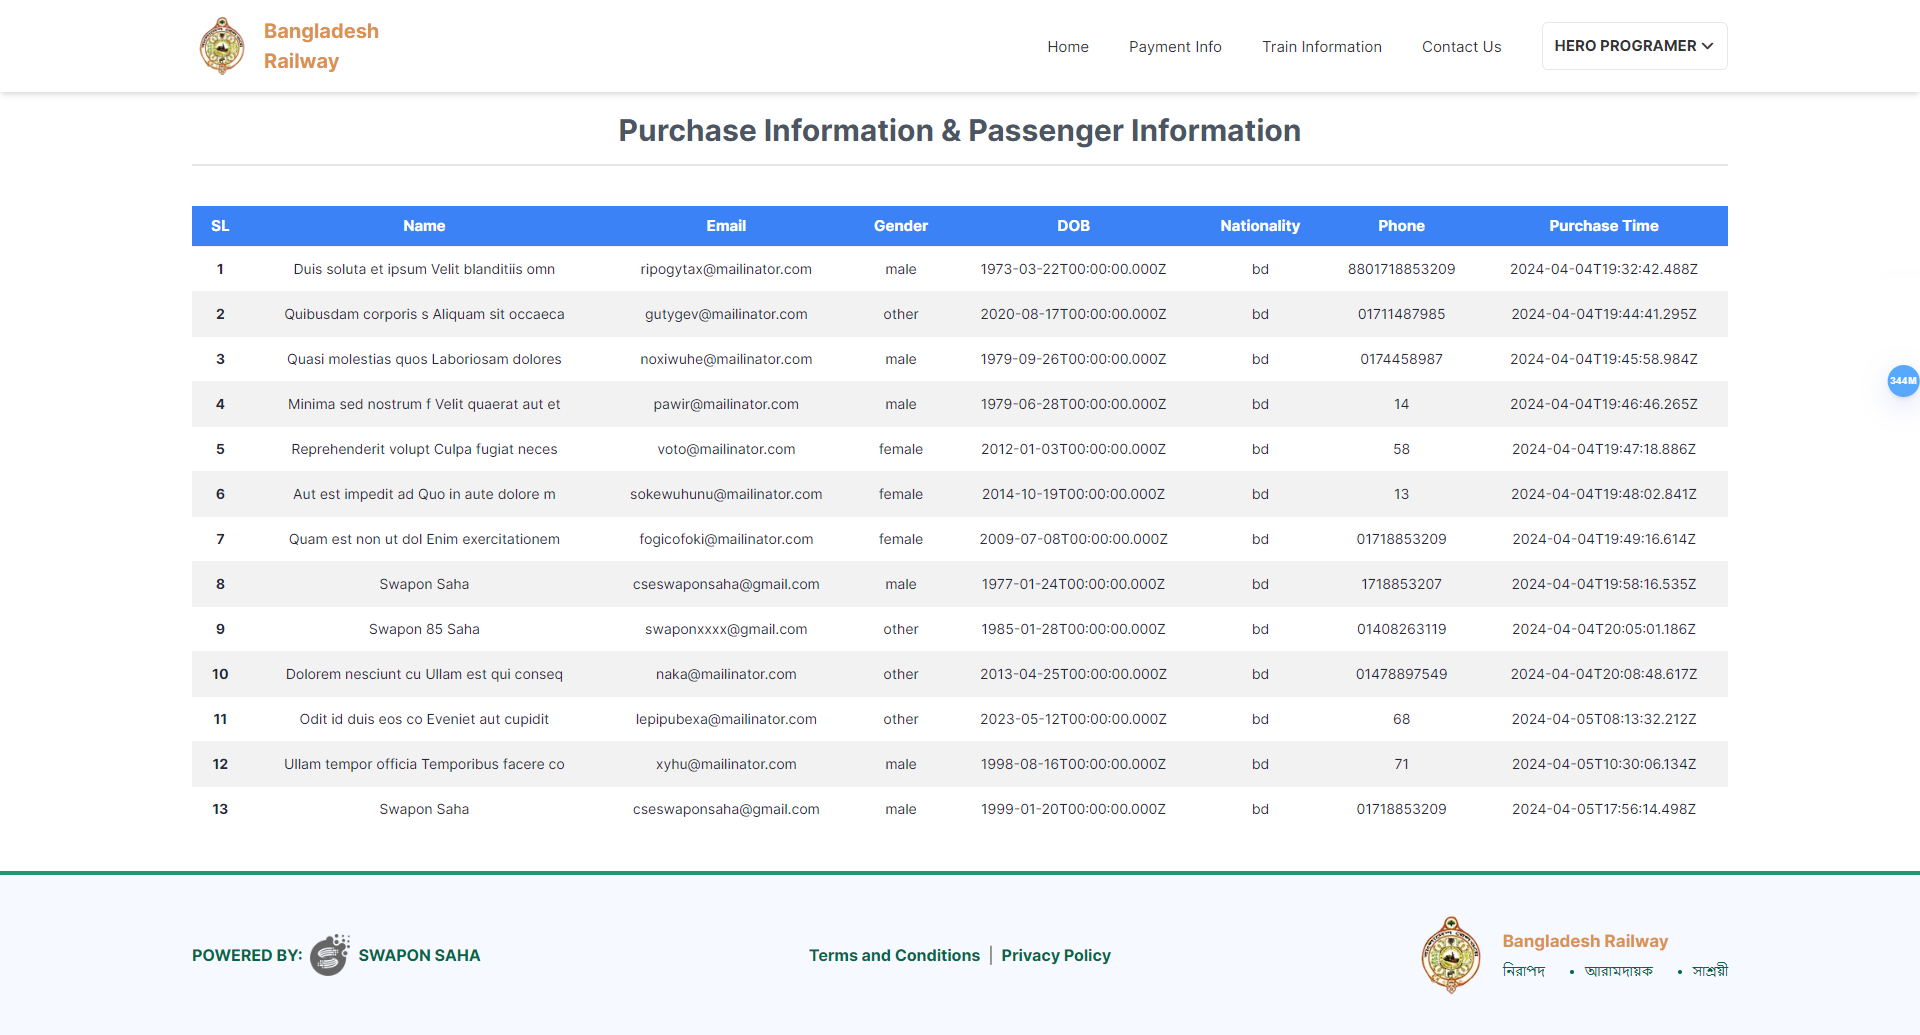 Bangladesh
Railway
Home Payment Info Train Information Contact Us HERO PROGRAMER
Purchase Information & Passenger Information
SL Name Email Gender DOB Nationality Phone Purchase Time
1 Duis soluta et ipsum Velit blanditiis omn ripogytax@mailinator.com male 1973-03-22T00:00:00.000Z bd 8801718853209 2024-04-04T19:32:42.488Z
2 Quibusdam corporis s Aliquam sit occaeca gutygev@mailinator.com other 2020-08-17T00:00:00.000Z bd 01711487985 2024-04-04T19:44:41.295Z
3 Quasi molestias quos Laboriosam dolores noxiwuhe@mailinator.com male 1979-09-26T00:00:00.000Z bd 0174458987 2024-04-04T19:45:58.984Z
344M
4 Minima sed nostrum f Velit quaerat aut et pawir@mailinator.com male 1979-06-28T00:00:00.000Z bd 14 2024-04-04T19:46:46.265Z
5 Reprehenderit volupt Culpa fugiat neces voto@mailinator.com female 2012-01-03T00:00:00.000Z bd 58 2024-04-04T19:47:18.886Z
6 Aut est impedit ad Quo in aute dolore m sokewuhunu@mailinator.com female 2014-10-19T00:00:00.000Z bd 13 2024-04-04T19:48:02.841Z
7 Quam est non ut dol Enim exercitationem fogicofoki@mailinator.com female 2009-07-08T00:00:00.000Z bd 01718853209 2024-04-04T19:49:16.614Z
8 Swapon Saha cseswaponsaha@gmail.com male 1977-01-24T00:00:00.000Z bd 1718853207 2024-04-04T19:58:16.535Z
9 Swapon 85 Saha swaponxxxx@gmail.com other 1985-01-28T00:00:00.000Z bd 01408263119 2024-04-04T20:05:01.186Z
10 Dolorem nesciunt cu Ullam est qui conseq naka@mailinator.com other 2013-04-25T00:00:00.000Z bd 01478897549 2024-04-04T20:08:48.617Z
11 Odit id duis eos co Eveniet aut cupidit lepipubexa@mailinator.com other 2023-05-12T00:00:00.000Z bd 68 2024-04-05T08:13:32.212Z
12 Ullam tempor officia Temporibus facere co xyhu@mailinator.com male 1998-08-16T00:00:00.000Z bd 71 2024-04-05T10:30:06.134Z
13 Swapon Saha cseswaponsaha@gmail.com male 1999-01-20T00:00:00.000Z bd 01718853209 2024-04-05T17:56:14.498Z
POWERED BY: SWAPON SAHA
Terms and Conditions | Privacy Policy
Bangladesh Railway
নিরাপদ • আরামদায়ক • সাশ্রয়ী